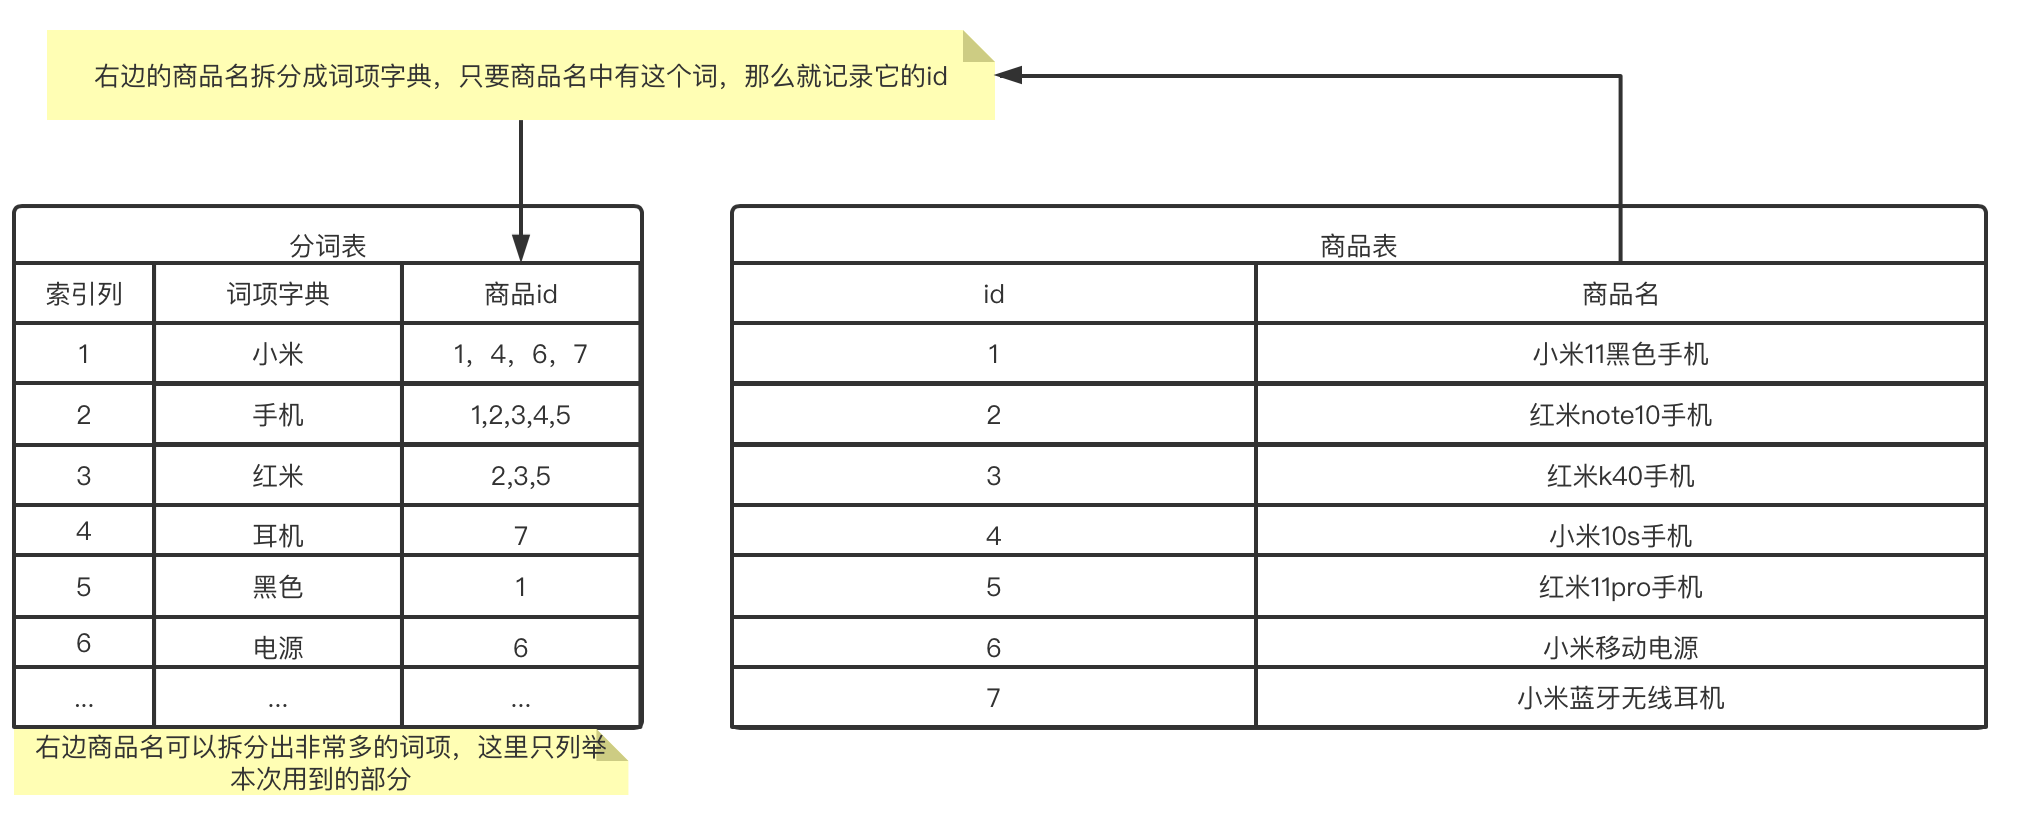 右边的商品名拆分成词项字典，只要商品名中有这个词，那么就记录它的id
分词表
索引列 词项字典 商品id
1 小米 1，4，6，7
2 手机 1,2,3,4,5
3 红米 2,3,5
4 耳机 7
5 黑色 1
6 电源 6
... ... ...
右边商品名可以拆分出非常多的词项，这里只列举
本次用到的部分
商品表
id 商品名
1 小米11黑色手机
2 红米note10手机
3 红米k40手机
4 小米10s手机
5 红米11pro手机
6 小米移动电源
7 小米蓝牙无线耳机